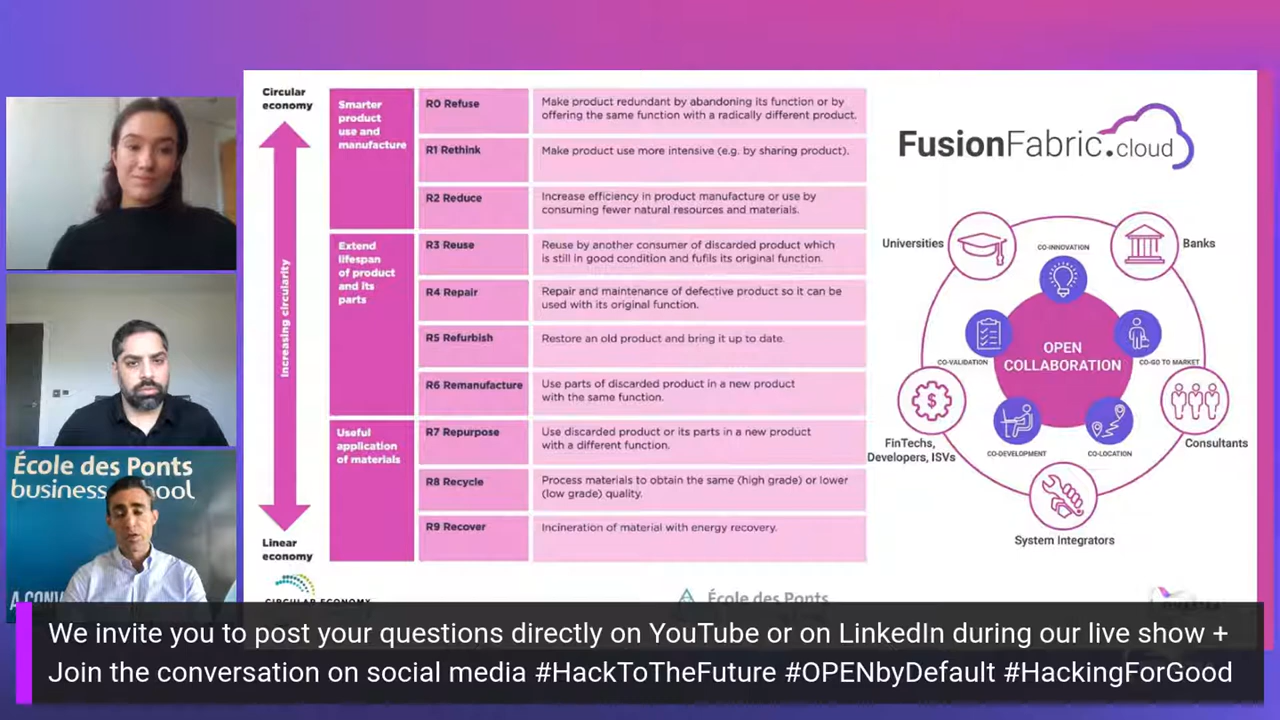 Circular
economy
Increasing circularity
Linear
economy
Smarter
product
use and
manufacture
R0 Refuse
Make product redundant by abandoning its function or by
offering the same function with a radically different product.
R1 Rethink
Make product use more intensive (e.g. by sharing product).
R2 Reduce
Increase efficiency in product manufacture or use by
consuming fewer natural resources and materials.
Extend
lifespan
of product
and its
parts
R3 Reuse
Reuse by another consumer of discarded product which
is still in good condition and fufils its original function.
R4 Repair
Repair and maintenance of defective product so it can be
used with its original function.
R5 Refurbish
Restore an old product and bring it up to date.
R6 Remanufacture
Use parts of discarded product in a new product
with the same function.
Useful
application
of materials
R7 Repurpose
Use discarded product or its parts in a new product
with a different function.
R8 Recycle
Process materials to obtain the same (high grade) or lower
(low grade) quality.
R9 Recover
Incineration of material with energy recovery.
CIRCULAR ECONOMY
École des Ponts
FusionFabric.cloud
Universities
CO-INNOVATION
Banks
OPEN
COLLABORATION
CO-VALIDATION
CO-GO TO MARKET
$
FinTechs,
Developers, ISVs
CO-DEVELOPMENT
CO-LOCATION
Consultants
System Integrators
École des Ponts
business school
A CONV
We invite you to post your questions directly on YouTube or on LinkedIn during our live show +
Join the conversation on social media #HackToTheFuture #OPENbyDefault #HackingForGood